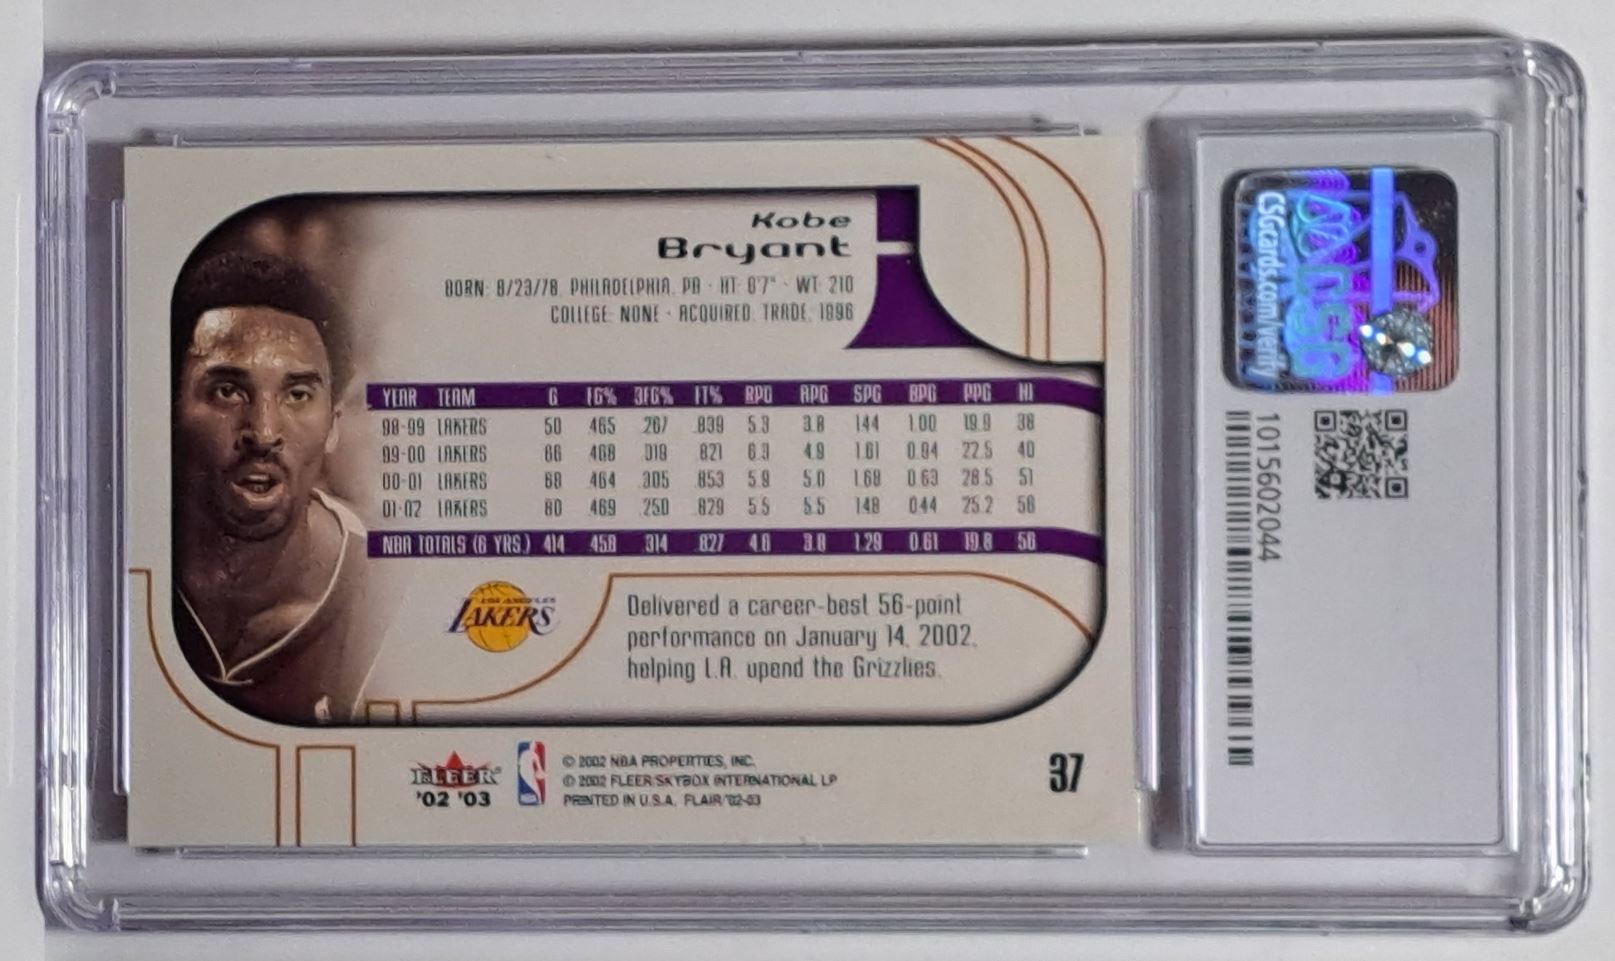 Kobe
Bryant
BORN: 8/23/78, PHILADELPHIA, PA · HT: 6'7" · WT: 210
COLLEGE: NONE · ACQUIRED: TRADE, 1996
YEAR TEAM G FG% 3FG% FT% RPG APG SPG BPG PPG HI
98-99 LAKERS 50 .465 .267 .839 5.3 3.8 1.44 1.00 19.9 38
99-00 LAKERS 66 .468 .319 .821 6.3 4.9 1.61 0.94 22.5 40
00-01 LAKERS 68 .464 .305 .853 5.9 5.0 1.68 0.63 28.5 51
01-02 LAKERS 80 .469 .250 .829 5.5 5.5 1.48 0.44 25.2 56
NBA TOTALS (6 YRS.) 414 .458 .314 .827 4.8 3.8 1.29 0.61 19.8 56
LOS ANGELES
LAKERS
Delivered a career-best 56-point
performance on January 14, 2002,
helping L.A. upend the Grizzlies.
FLEER
'02 '03
© 2002 NBA PROPERTIES, INC.
© 2002 FLEER/SKYBOX INTERNATIONAL LP
PRINTED IN U.S.A. FLAIR '02-03
37
CSG
CSGcards.com/verify
1015602044